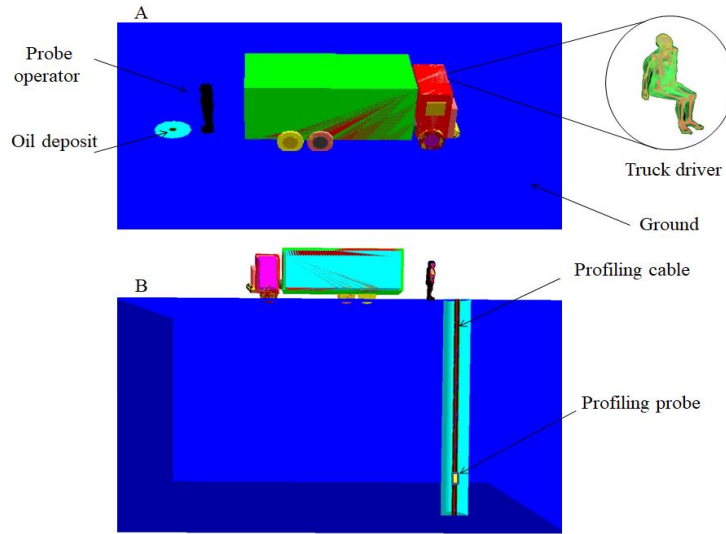 A
Probe
operator
Oil deposit
Truck driver
Ground
B
Profiling cable
Profiling probe